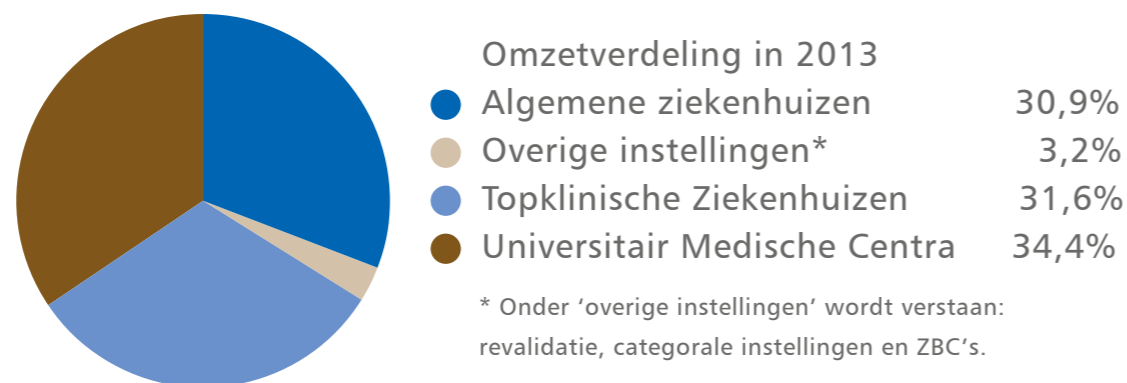 Omzetverdeling in 2013
Algemene ziekenhuizen 30,9%
Overige instellingen* 3,2%
Topklinische Ziekenhuizen 31,6%
Universitair Medische Centra 34,4%
* Onder ‘overige instellingen’ wordt verstaan:
revalidatie, categorale instellingen en ZBC’s.